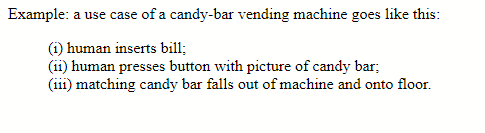 Example: a use case of a candy-bar vending machine goes like this:
(i) human inserts bill;
(ii) human presses button with picture of candy bar;
(iii) matching candy bar falls out of machine and onto floor.